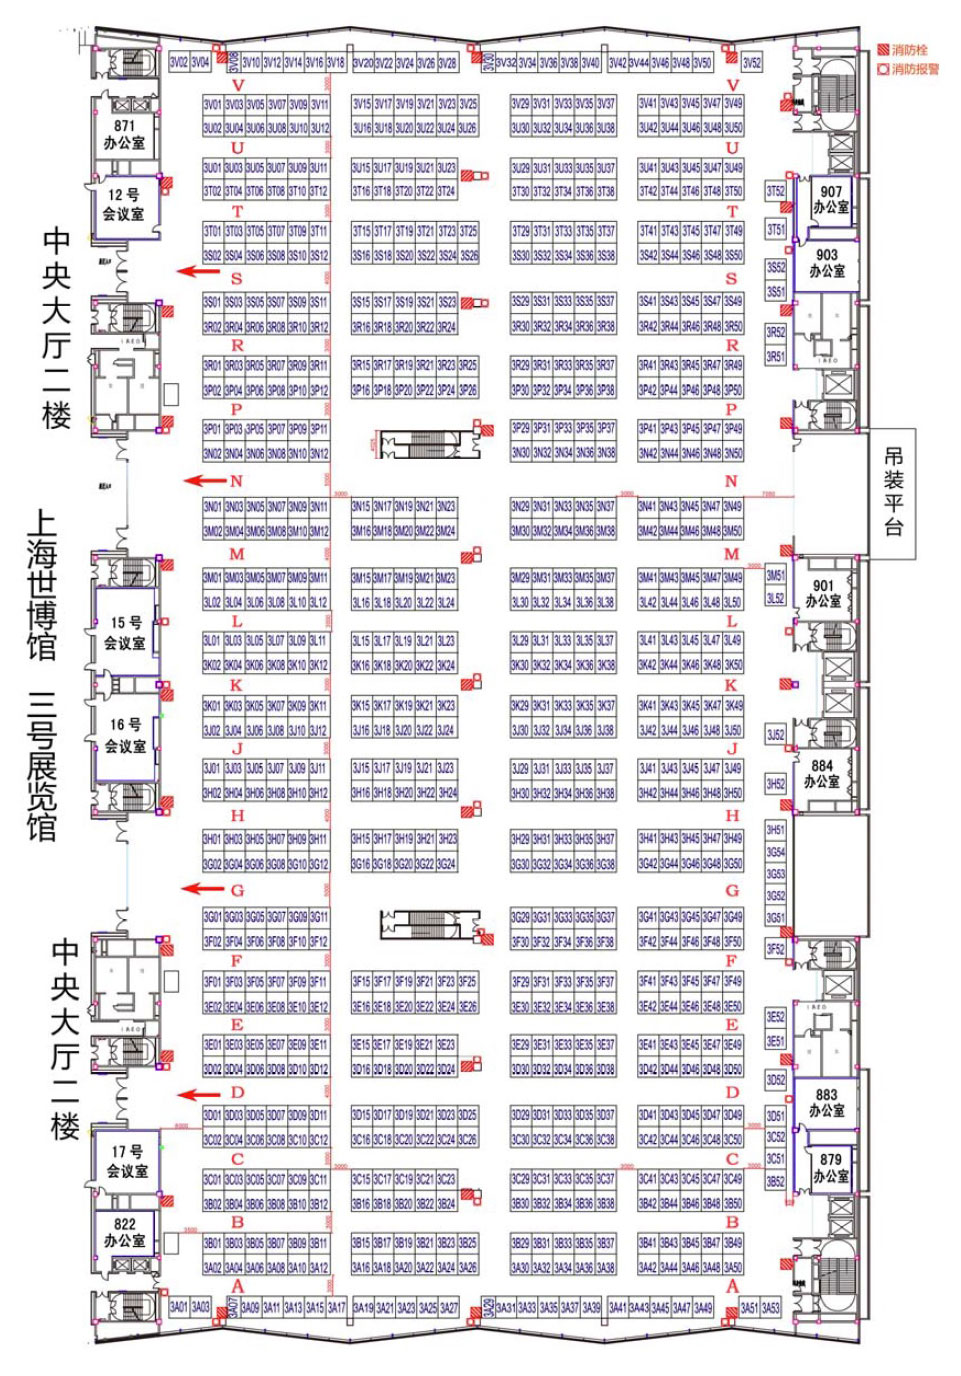 消防栓
消防报警
3V02 3V04 3V08 3V10 3V12 3V14 3V16 3V18 3V20 3V22 3V24 3V26 3V28 3V30 3V32 3V34 3V36 3V38 3V40 3V42 3V44 3V46 3V48 3V50 3V52
V V
3V01 3V03 3V05 3V07 3V09 3V11 3V15 3V17 3V19 3V21 3V23 3V25 3V29 3V31 3V33 3V35 3V37 3V41 3V43 3V45 3V47 3V49
3U02 3U04 3U06 3U08 3U10 3U12 3U16 3U18 3U20 3U22 3U24 3U26 3U30 3U32 3U34 3U36 3U38 3U42 3U44 3U46 3U48 3U50
871
办公室
U U
3U01 3U03 3U05 3U07 3U09 3U11 3U15 3U17 3U19 3U21 3U23 3U29 3U31 3U33 3U35 3U37 3U41 3U43 3U45 3U47 3U49
3T02 3T04 3T06 3T08 3T10 3T12 3T16 3T18 3T20 3T22 3T24 3T30 3T32 3T34 3T36 3T38 3T42 3T44 3T46 3T48 3T50 3T52
12 号
会议室
907
办公室
T T
3T01 3T03 3T05 3T07 3T09 3T11 3T15 3T17 3T19 3T21 3T23 3T25 3T29 3T31 3T33 3T35 3T37 3T41 3T43 3T45 3T47 3T49 3T51
3S02 3S04 3S06 3S08 3S10 3S12 3S16 3S18 3S20 3S22 3S24 3S26 3S30 3S32 3S34 3S36 3S38 3S42 3S44 3S46 3S48 3S50
903
办公室
3S52
S S
3S51
3S01 3S03 3S05 3S07 3S09 3S11 3S15 3S17 3S19 3S21 3S23 3S29 3S31 3S33 3S35 3S37 3S41 3S43 3S45 3S47 3S49
3R02 3R04 3R06 3R08 3R10 3R12 3R16 3R18 3R20 3R22 3R24 3R30 3R32 3R34 3R36 3R38 3R42 3R44 3R46 3R48 3R50 3R52
R R
3R51
3R01 3R03 3R05 3R07 3R09 3R11 3R15 3R17 3R19 3R21 3R23 3R25 3R29 3R31 3R33 3R35 3R37 3R41 3R43 3R45 3R47 3R49
3P02 3P04 3P06 3P08 3P10 3P12 3P16 3P18 3P20 3P22 3P24 3P26 3P30 3P32 3P34 3P36 3P38 3P42 3P44 3P46 3P48 3P50
P P
3P01 3P03 3P05 3P07 3P09 3P11 3P29 3P31 3P33 3P35 3P37 3P41 3P43 3P45 3P47 3P49
3N02 3N04 3N06 3N08 3N10 3N12 3N30 3N32 3N34 3N36 3N38 3N42 3N44 3N46 3N48 3N50
中央大厅二楼
吊装平台
N N
3N01 3N03 3N05 3N07 3N09 3N11 3N15 3N17 3N19 3N21 3N23 3N29 3N31 3N33 3N35 3N37 3N41 3N43 3N45 3N47 3N49
3M02 3M04 3M06 3M08 3M10 3M12 3M16 3M18 3M20 3M22 3M24 3M30 3M32 3M34 3M36 3M38 3M42 3M44 3M46 3M48 3M50
M M
3M01 3M03 3M05 3M07 3M09 3M11 3M15 3M17 3M19 3M21 3M23 3M29 3M31 3M33 3M35 3M37 3M41 3M43 3M45 3M47 3M49 3M51
3L02 3L04 3L06 3L08 3L10 3L12 3L16 3L18 3L20 3L22 3L24 3L30 3L32 3L34 3L36 3L38 3L42 3L44 3L46 3L48 3L50 3L52
901
办公室
15 号
会议室
L L
3L01 3L03 3L05 3L07 3L09 3L11 3L15 3L17 3L19 3L21 3L23 3L29 3L31 3L33 3L35 3L37 3L41 3L43 3L45 3L47 3L49
3K02 3K04 3K06 3K08 3K10 3K12 3K16 3K18 3K20 3K22 3K24 3K30 3K32 3K34 3K36 3K38 3K42 3K44 3K46 3K48 3K50
上海世博馆 三号展览馆
K K
3K01 3K03 3K05 3K07 3K09 3K11 3K15 3K17 3K19 3K21 3K23 3K29 3K31 3K33 3K35 3K37 3K41 3K43 3K45 3K47 3K49
3J02 3J04 3J06 3J08 3J10 3J12 3J16 3J18 3J20 3J22 3J24 3J30 3J32 3J34 3J36 3J38 3J42 3J44 3J46 3J48 3J50 3J52
16 号
会议室
J J
3J01 3J03 3J05 3J07 3J09 3J11 3J15 3J17 3J19 3J21 3J23 3J29 3J31 3J33 3J35 3J37 3J41 3J43 3J45 3J47 3J49
884
办公室
3H02 3H04 3H06 3H08 3H10 3H12 3H16 3H18 3H20 3H22 3H24 3H30 3H32 3H34 3H36 3H38 3H42 3H44 3H46 3H48 3H50 3H52
H H
3H51
3H01 3H03 3H05 3H07 3H09 3H11 3H15 3H17 3H19 3H21 3H23 3H29 3H31 3H33 3H35 3H37 3H41 3H43 3H45 3H47 3H49
3G54
3G02 3G04 3G06 3G08 3G10 3G12 3G16 3G18 3G20 3G22 3G24 3G30 3G32 3G34 3G36 3G38 3G42 3G44 3G46 3G48 3G50
3G53
G G
3G52
3G01 3G03 3G05 3G07 3G09 3G11 3G29 3G31 3G33 3G35 3G37 3G41 3G43 3G45 3G47 3G49 3G51
3F02 3F04 3F06 3F08 3F10 3F12 3F30 3F32 3F34 3F36 3F38 3F42 3F44 3F46 3F48 3F50 3F52
F F
3F01 3F03 3F05 3F07 3F09 3F11 3F15 3F17 3F19 3F21 3F23 3F25 3F29 3F31 3F33 3F35 3F37 3F41 3F43 3F45 3F47 3F49
3E02 3E04 3E06 3E08 3E10 3E12 3E16 3E18 3E20 3E22 3E24 3E26 3E30 3E32 3E34 3E36 3E38 3E42 3E44 3E46 3E48 3E50 3E52
E E
3E01 3E03 3E05 3E07 3E09 3E11 3E15 3E17 3E19 3E21 3E23 3E29 3E31 3E33 3E35 3E37 3E41 3E43 3E45 3E47 3E49 3E51
3D02 3D04 3D06 3D08 3D10 3D12 3D16 3D18 3D20 3D22 3D24 3D30 3D32 3D34 3D36 3D38 3D42 3D44 3D46 3D48 3D50 3D52
中央大厅二楼
D D
883
办公室
3D01 3D03 3D05 3D07 3D09 3D11 3D15 3D17 3D19 3D21 3D23 3D25 3D29 3D31 3D33 3D35 3D37 3D41 3D43 3D45 3D47 3D49 3D51
3C02 3C04 3C06 3C08 3C10 3C12 3C16 3C18 3C20 3C22 3C24 3C26 3C30 3C32 3C34 3C36 3C38 3C42 3C44 3C46 3C48 3C50 3C52
17 号
会议室
C C
3C51
879
办公室
3C01 3C03 3C05 3C07 3C09 3C11 3C15 3C17 3C19 3C21 3C23 3C29 3C31 3C33 3C35 3C37 3C41 3C43 3C45 3C47 3C49
3B52
3B02 3B04 3B06 3B08 3B10 3B12 3B16 3B18 3B20 3B22 3B24 3B30 3B32 3B34 3B36 3B38 3B42 3B44 3B46 3B48 3B50
822
办公室
B B
3B01 3B03 3B05 3B07 3B09 3B11 3B15 3B17 3B19 3B21 3B23 3B25 3B29 3B31 3B33 3B35 3B37 3B41 3B43 3B45 3B47 3B49
3A02 3A04 3A06 3A08 3A10 3A12 3A16 3A18 3A20 3A22 3A24 3A26 3A30 3A32 3A34 3A36 3A38 3A42 3A44 3A46 3A48 3A50
A A
3A01 3A03 3A07 3A09 3A11 3A13 3A15 3A17 3A19 3A21 3A23 3A25 3A27 3A29 3A31 3A33 3A35 3A37 3A39 3A41 3A43 3A45 3A47 3A49 3A51 3A53